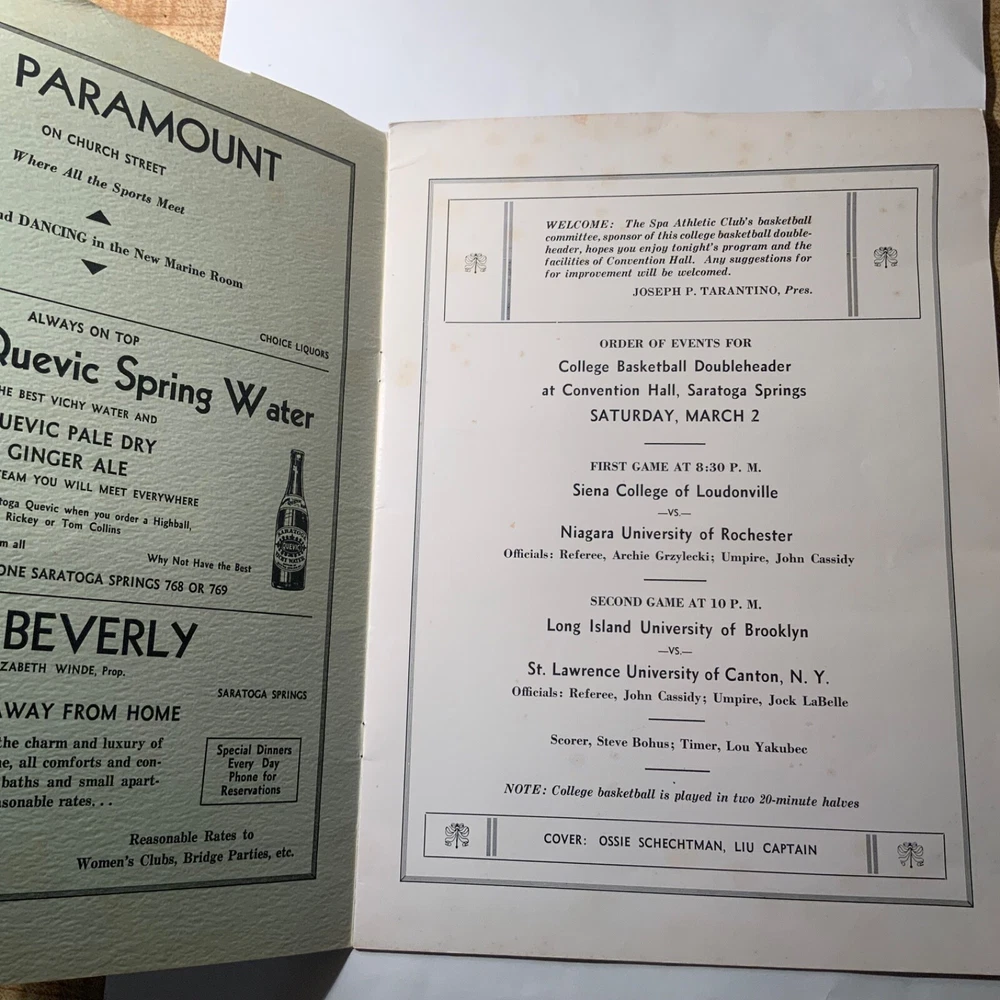 PARAMOUNT
ON CHURCH STREET
Where All the Sports Meet
DANCING in the New Marine Room
ALWAYS ON TOP
CHOICE LIQUORS
Quevic Spring Water
BEST VICHY WATER AND
QUEVIC PALE DRY
GINGER ALE
YOU WILL MEET EVERYWHERE
Quevic when you order a Highball,
Rickey or Tom Collins
all
Why Not Have the Best
SARATOGA SPRINGS 768 OR 769
SARATOGA
QUEVIC
BEVERLY
WINDE, Prop.
SARATOGA SPRINGS
AWAY FROM HOME
the charm and luxury of
all comforts and con-
baths and small apart-
rates. . .
Special Dinners
Every Day
Phone for
Reservations
Reasonable Rates to
Women's Clubs, Bridge Parties, etc.
WELCOME: The Spa Athletic Club's basketball
committee, sponsor of this college basketball double-
header, hopes you enjoy tonight's program and the
facilities of Convention Hall. Any suggestions for
for improvement will be welcomed.
JOSEPH P. TARANTINO, Pres.
ORDER OF EVENTS FOR
College Basketball Doubleheader
at Convention Hall, Saratoga Springs
SATURDAY, MARCH 2
FIRST GAME AT 8:30 P. M.
Siena College of Loudonville
—VS.—
Niagara University of Rochester
Officials: Referee, Archie Grzylecki; Umpire, John Cassidy
SECOND GAME AT 10 P. M.
Long Island University of Brooklyn
—VS.—
St. Lawrence University of Canton, N. Y.
Officials: Referee, John Cassidy; Umpire, Jock LaBelle
Scorer, Steve Bohus; Timer, Lou Yakubec
NOTE: College basketball is played in two 20-minute halves
COVER: OSSIE SCHECHTMAN, LIU CAPTAIN